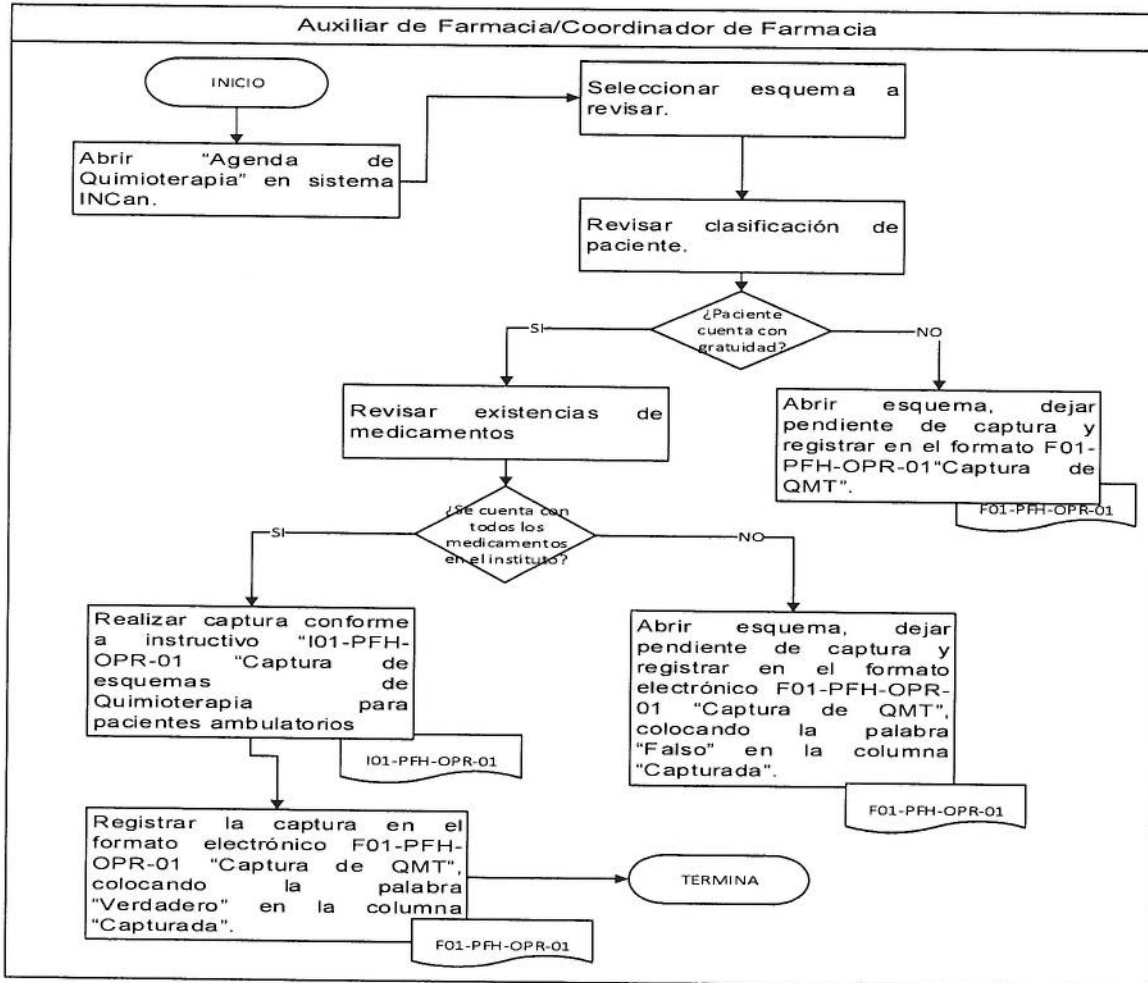 Auxiliar de Farmacia/Coordinador de Farmacia
INICIO
Abrir "Agenda de
Quimioterapia" en sistema
INCan.
Seleccionar esquema a
revisar.
Revisar clasificación de
paciente.
¿Paciente
cuenta con
gratuidad?
SI
NO
Revisar existencias de
medicamentos
Abrir esquema, dejar
pendiente de captura y
registrar en el formato F01-
PFH-OPR-01"Captura de
QMT".
F01-PFH-OPR-01
¿Se cuenta con
todos los
medicamentos
en el instituto?
SI
NO
Realizar captura conforme
a instructivo "I01-PFH-
OPR-01 "Captura de
esquemas de
Quimioterapia para
pacientes ambulatorios
I01-PFH-OPR-01
Abrir esquema, dejar
pendiente de captura y
registrar en el formato
electrónico F01-PFH-OPR-
01 "Captura de QMT",
colocando la palabra
"Falso" en la columna
"Capturada".
F01-PFH-OPR-01
Registrar la captura en el
formato electrónico F01-PFH-
OPR-01 "Captura de QMT",
colocando la palabra
"Verdadero" en la columna
"Capturada".
F01-PFH-OPR-01
TERMINA